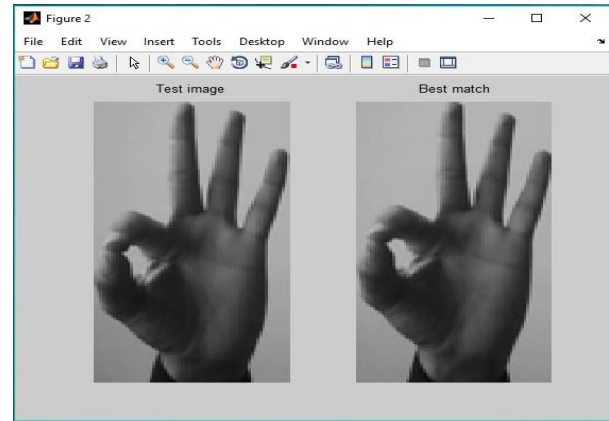 Figure 2
File Edit View Insert Tools Desktop Window Help
Test image Best match